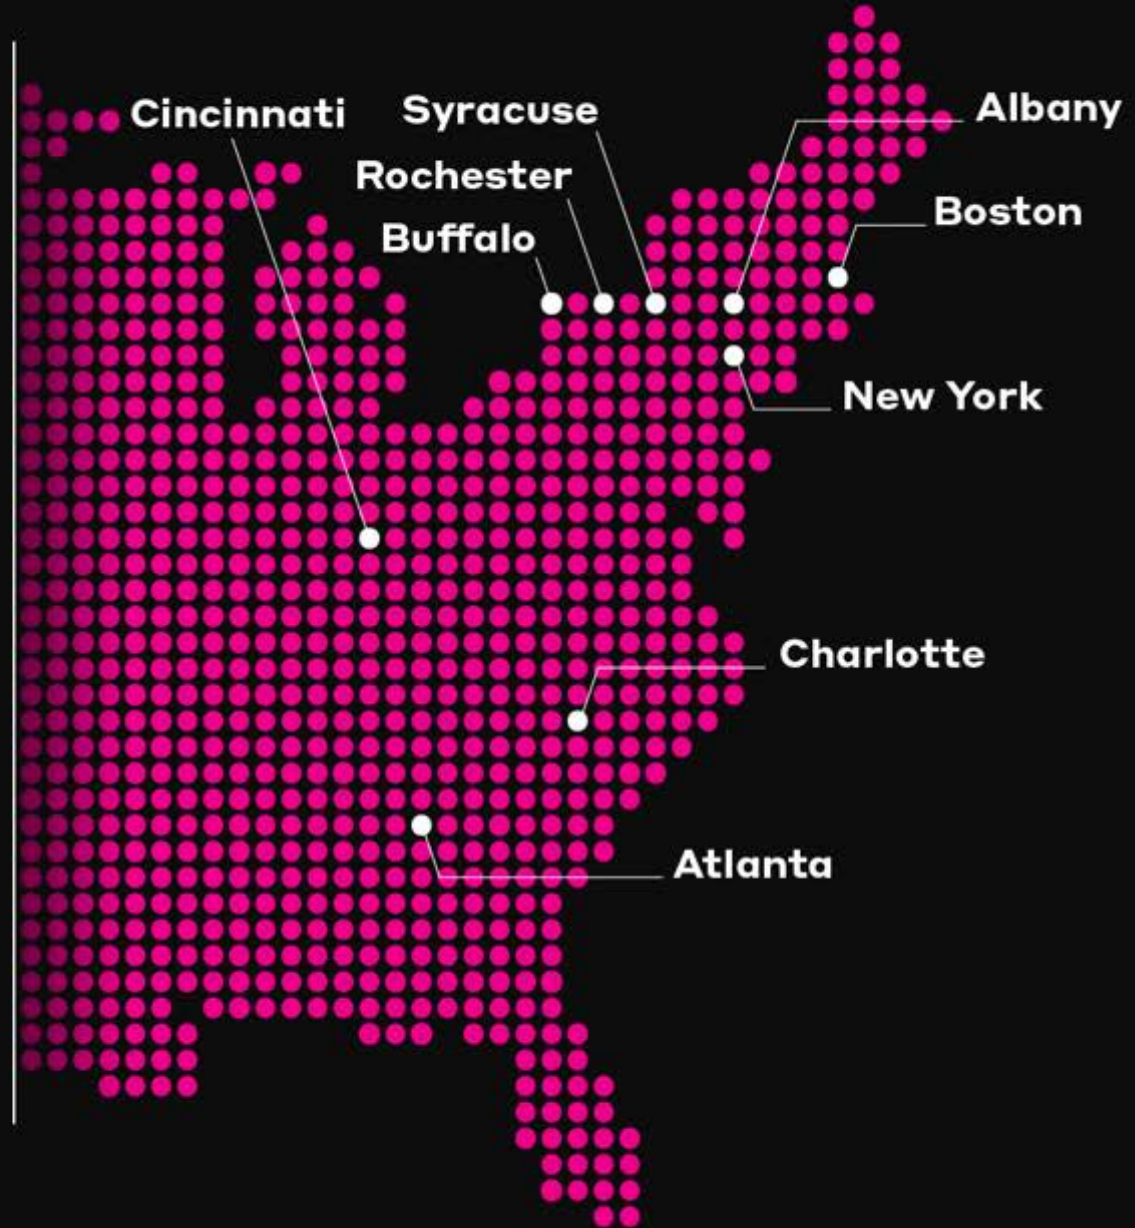 Cincinnati
Syracuse
Albany
Rochester
Boston
Buffalo
New York
Charlotte
Atlanta